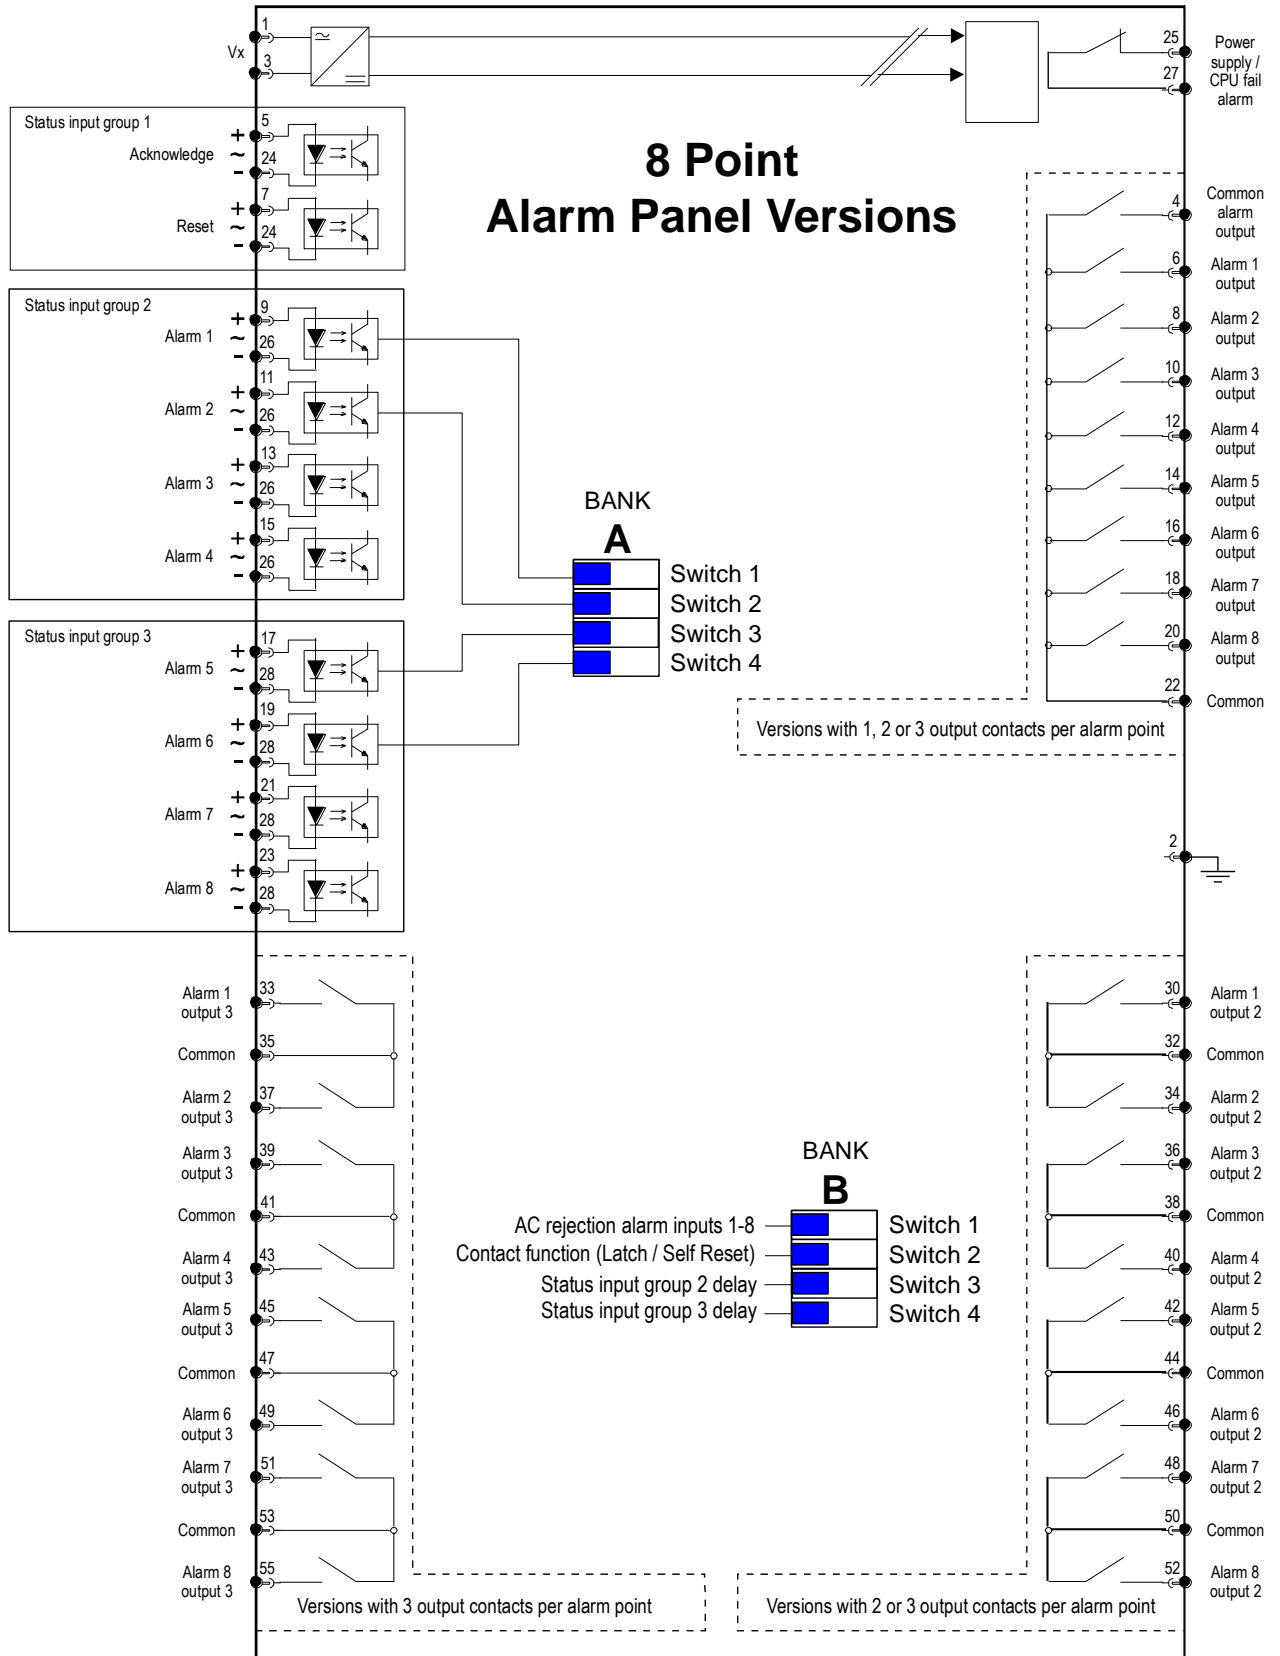 8 Point
Alarm Panel Versions
Vx
1
3
Status input group 1
Acknowledge
+
~
-
5
24
Reset
+
~
-
7
24
Status input group 2
Alarm 1
+
~
-
9
26
Alarm 2
+
~
-
11
26
Alarm 3
+
~
-
13
26
Alarm 4
+
~
-
15
26
Status input group 3
Alarm 5
+
~
-
17
28
Alarm 6
+
~
-
19
28
Alarm 7
+
~
-
21
28
Alarm 8
+
~
-
23
28
BANK
A
Switch 1
Switch 2
Switch 3
Switch 4
25
27
Power
supply /
CPU fail
alarm
4
Common
alarm
output
6
Alarm 1
output
8
Alarm 2
output
10
Alarm 3
output
12
Alarm 4
output
14
Alarm 5
output
16
Alarm 6
output
18
Alarm 7
output
20
Alarm 8
output
22
Common
Versions with 1, 2 or 3 output contacts per alarm point
2
Alarm 1
output 3
33
Common
35
Alarm 2
output 3
37
Alarm 3
output 3
39
Common
41
Alarm 4
output 3
43
Alarm 5
output 3
45
Common
47
Alarm 6
output 3
49
Alarm 7
output 3
51
Common
53
Alarm 8
output 3
55
Versions with 3 output contacts per alarm point
BANK
B
AC rejection alarm inputs 1-8
Switch 1
Contact function (Latch / Self Reset)
Switch 2
Status input group 2 delay
Switch 3
Status input group 3 delay
Switch 4
30
Alarm 1
output 2
32
Common
34
Alarm 2
output 2
36
Alarm 3
output 2
38
Common
40
Alarm 4
output 2
42
Alarm 5
output 2
44
Common
46
Alarm 6
output 2
48
Alarm 7
output 2
50
Common
52
Alarm 8
output 2
Versions with 2 or 3 output contacts per alarm point